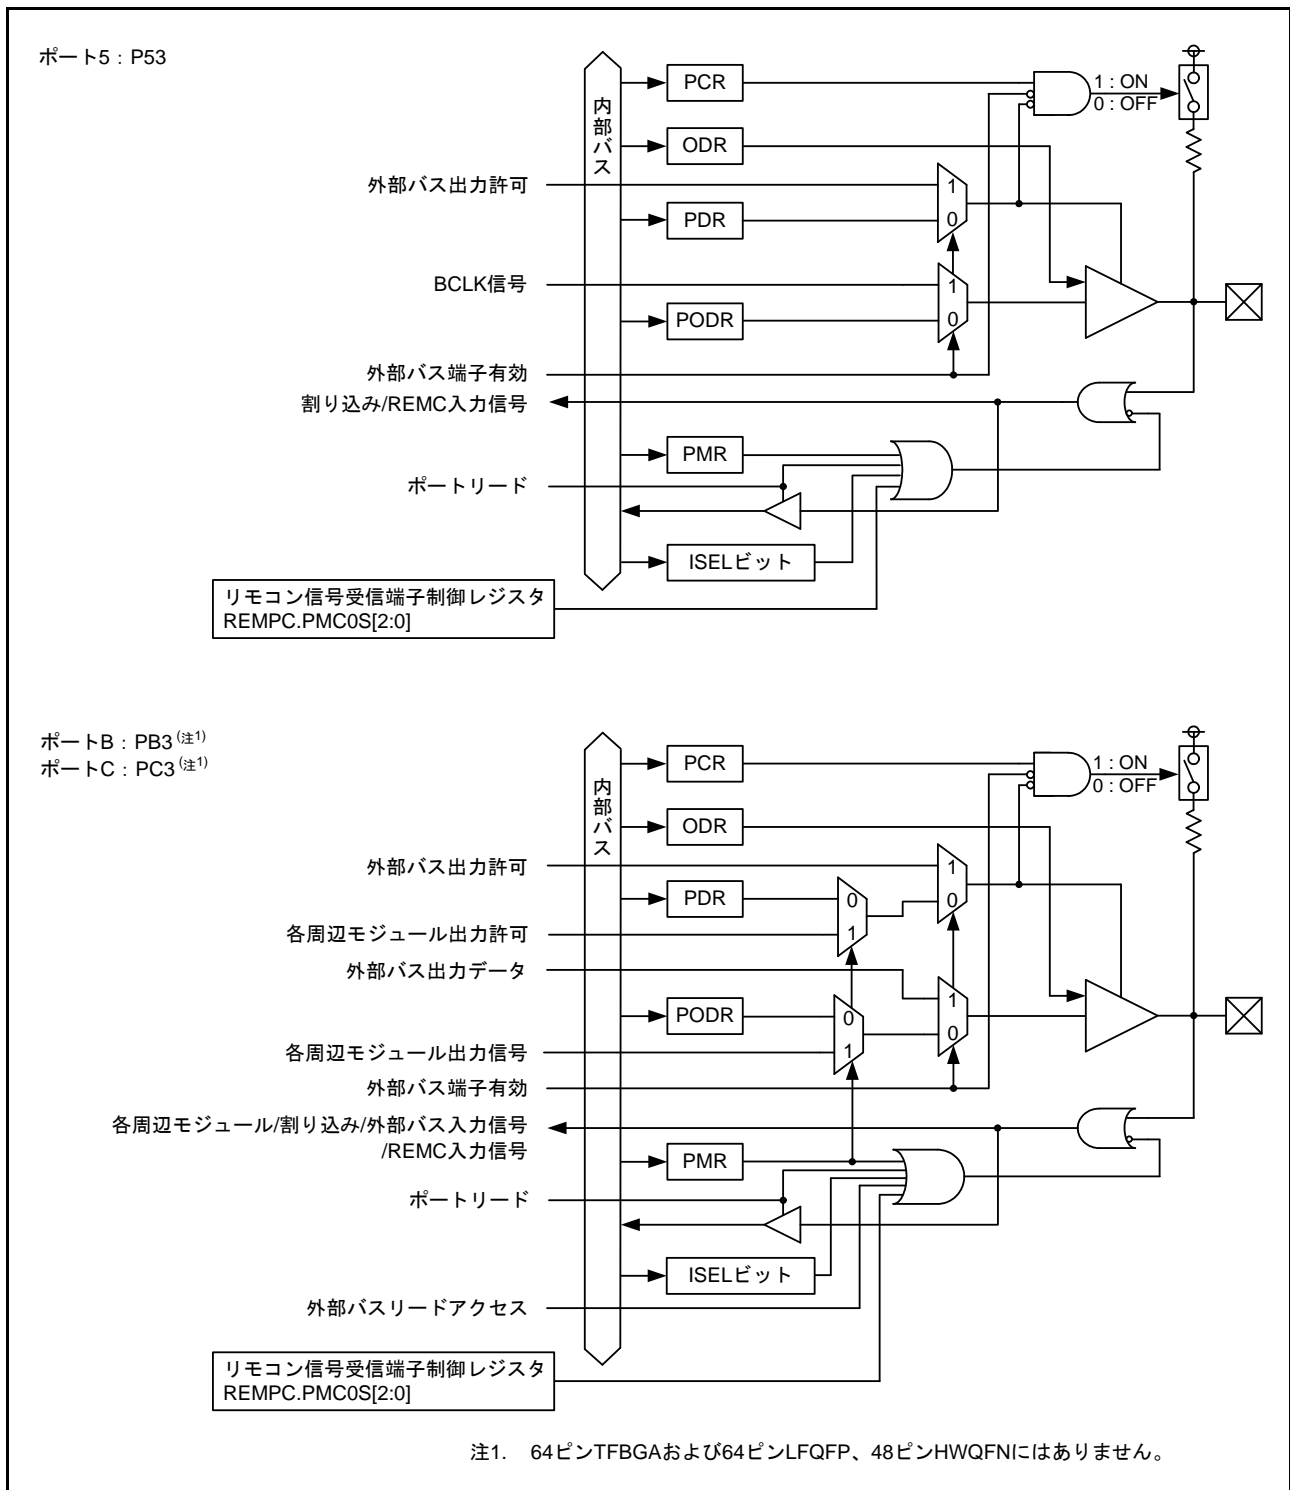 ポート5 : P53
内部バス
PCR
1 : ON
0 : OFF
ODR
外部バス出力許可
1
0
PDR
BCLK信号
1
0
PODR
外部バス端子有効
割り込み/REMC入力信号
PMR
ポートリード
ISELビット
リモコン信号受信端子制御レジスタ
REMPC.PMC0S[2:0]
ポートB : PB3(注1)
ポートC : PC3(注1)
内部バス
PCR
1 : ON
0 : OFF
ODR
外部バス出力許可
1
0
PDR
0
1
各周辺モジュール出力許可
外部バス出力データ
1
0
PODR
0
1
各周辺モジュール出力信号
外部バス端子有効
各周辺モジュール/割り込み/外部バス入力信号
/REMC入力信号
PMR
ポートリード
ISELビット
外部バスリードアクセス
リモコン信号受信端子制御レジスタ
REMPC.PMC0S[2:0]
注1. 64ピンTFBGAおよび64ピンLFQFP、48ピンHWQFNにはありません。